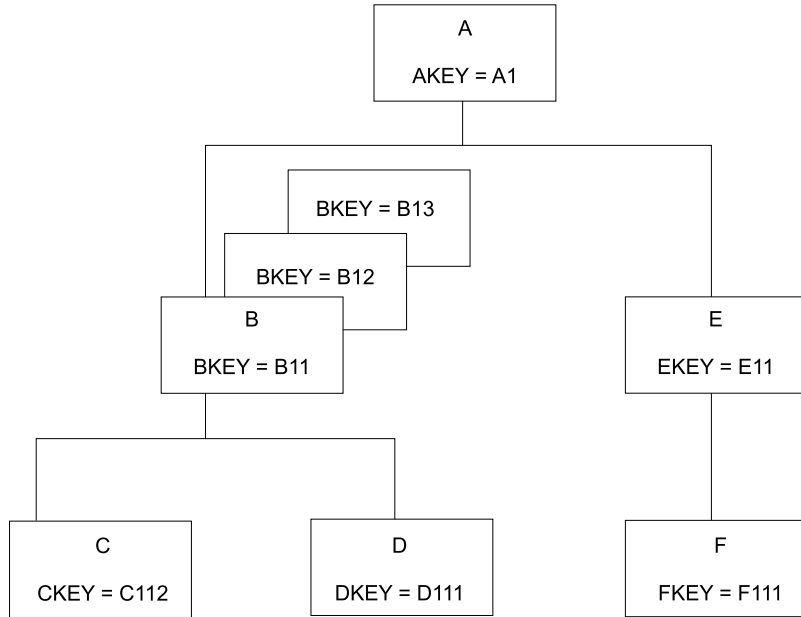 A
AKEY = A1
BKEY = B13
BKEY = B12
B
BKEY = B11
E
EKEY = E11
C
CKEY = C112
D
DKEY = D111
F
FKEY = F111